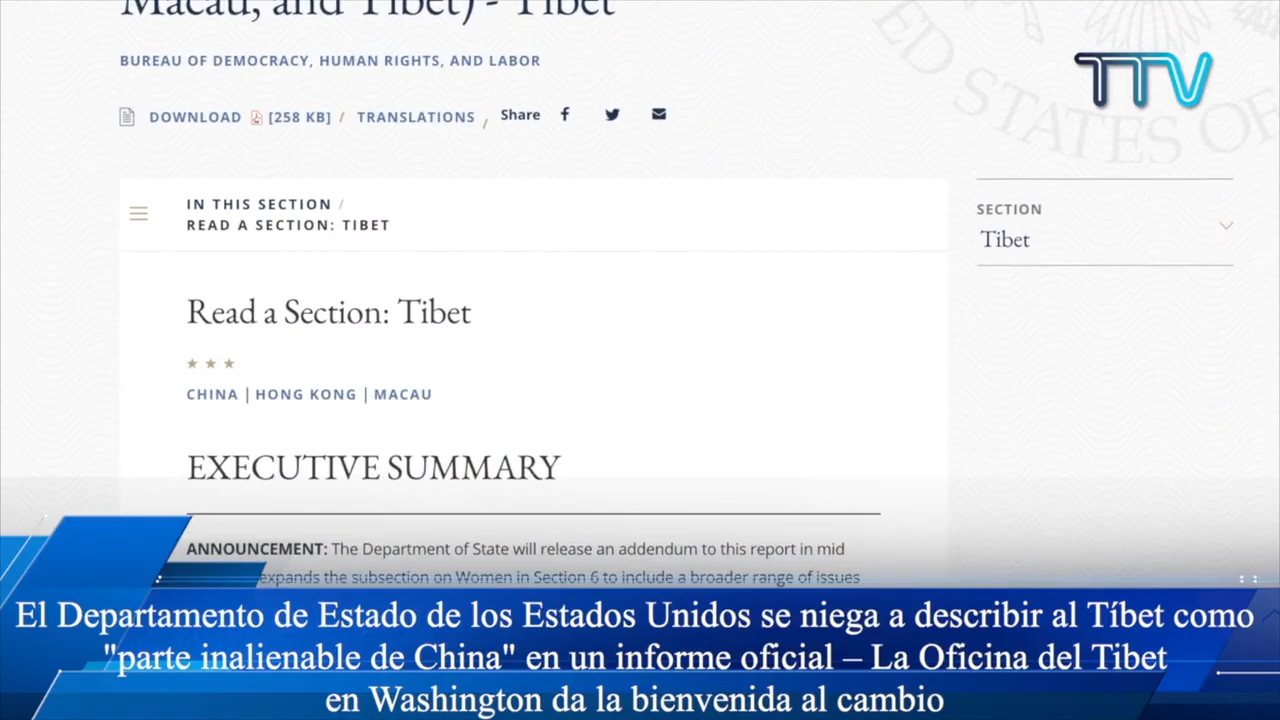 Macau, and Tibet) - Tibet
BUREAU OF DEMOCRACY, HUMAN RIGHTS, AND LABOR
TTV
DOWNLOAD [258 KB] / TRANSLATIONS / Share
STATES OF
IN THIS SECTION /
READ A SECTION: TIBET
SECTION
Tibet
Read a Section: Tibet
CHINA | HONG KONG | MACAU
EXECUTIVE SUMMARY
ANNOUNCEMENT: The Department of State will release an addendum to this report in mid
expands the subsection on Women in Section 6 to include a broader range of issues
El Departamento de Estado de los Estados Unidos se niega a describir al Tíbet como
"parte inalienable de China" en un informe oficial – La Oficina del Tibet
en Washington da la bienvenida al cambio